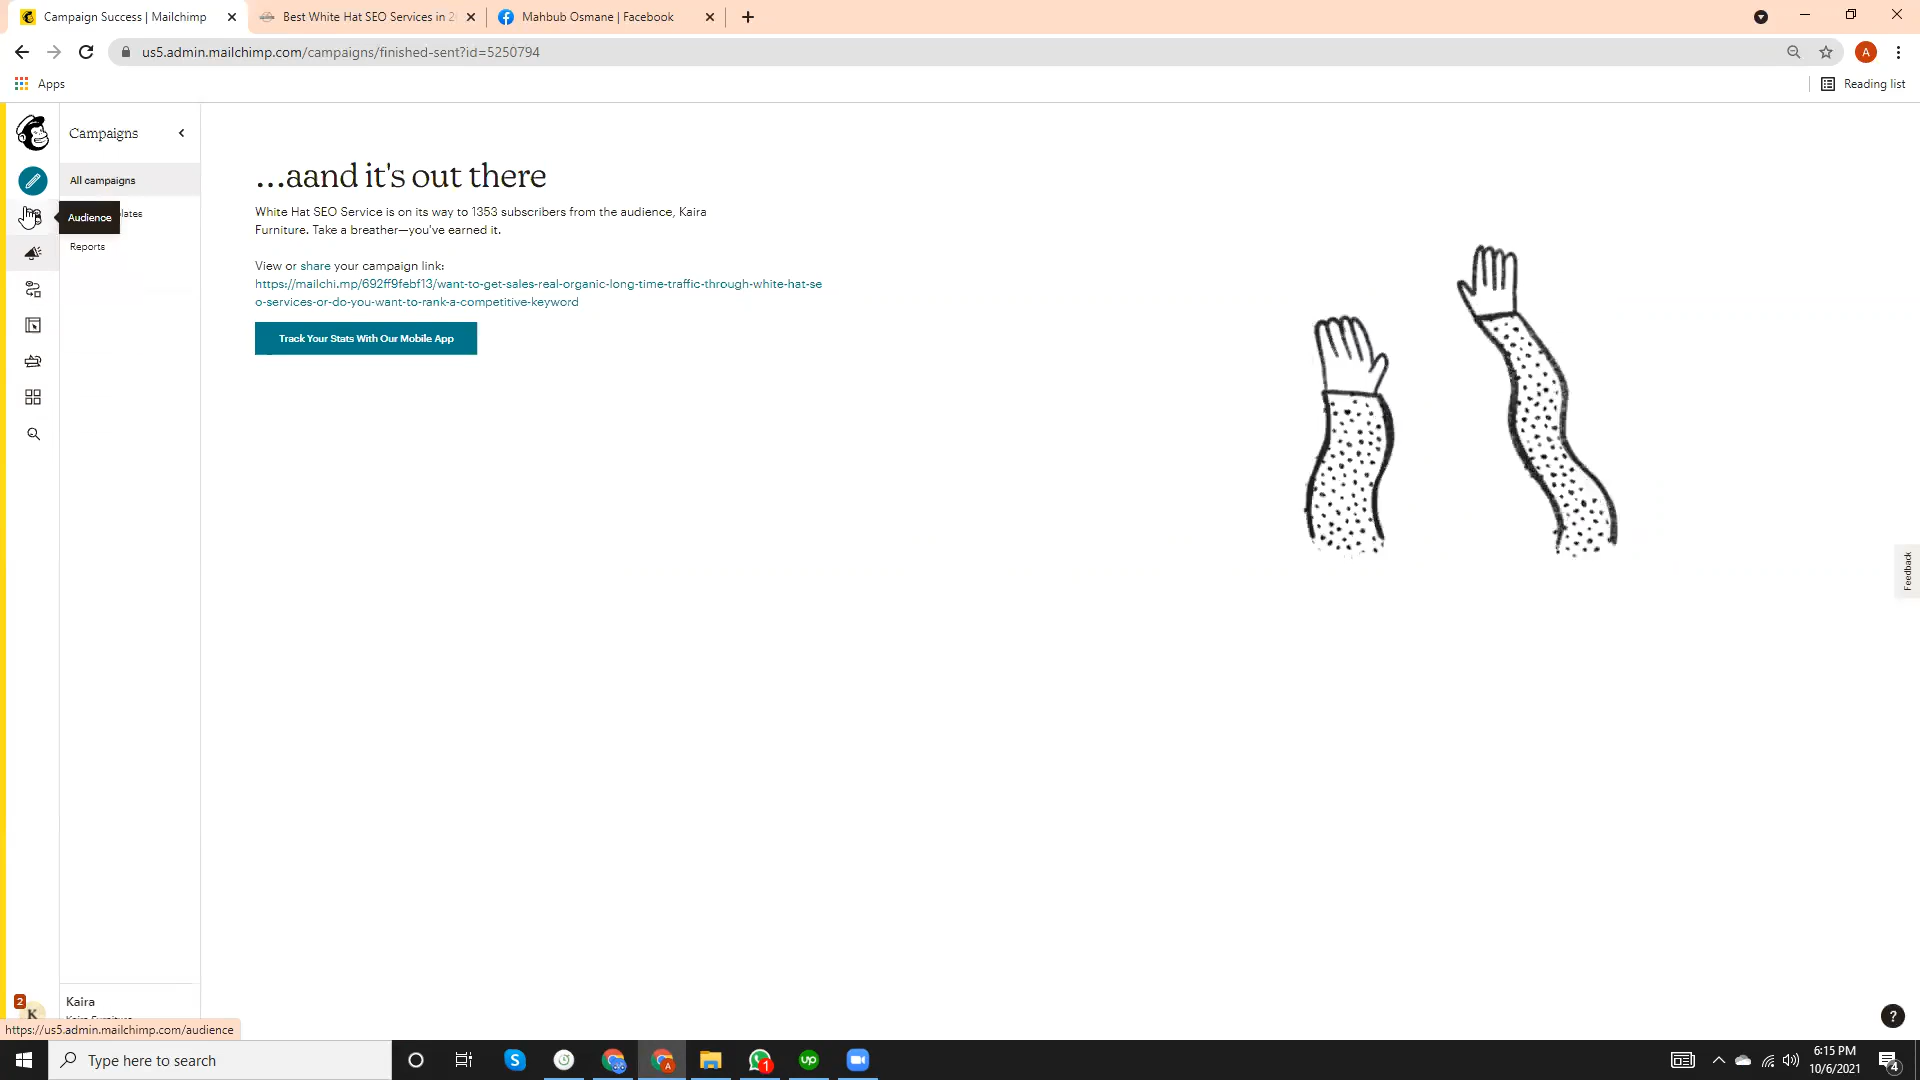 Campaign Success | Mailchimp
Best White Hat SEO Services in 2
Mahbub Osmane | Facebook
us5.admin.mailchimp.com/campaigns/finished-sent?id=5250794
A
Apps
Reading list
Campaigns
All campaigns
Audience
lates
Reports
...aand it's out there
White Hat SEO Service is on its way to 1353 subscribers from the audience, Kaira
Furniture. Take a breather—you've earned it.
View or share your campaign link:
https://mailchi.mp/692ff9febf13/want-to-get-sales-real-organic-long-time-traffic-through-white-hat-se
o-services-or-do-you-want-to-rank-a-competitive-keyword
Track Your Stats With Our Mobile App
Feedback
2
K
Kaira
https://us5.admin.mailchimp.com/audience
?
Type here to search
S
A
1
up
6:15 PM
10/6/2021
4